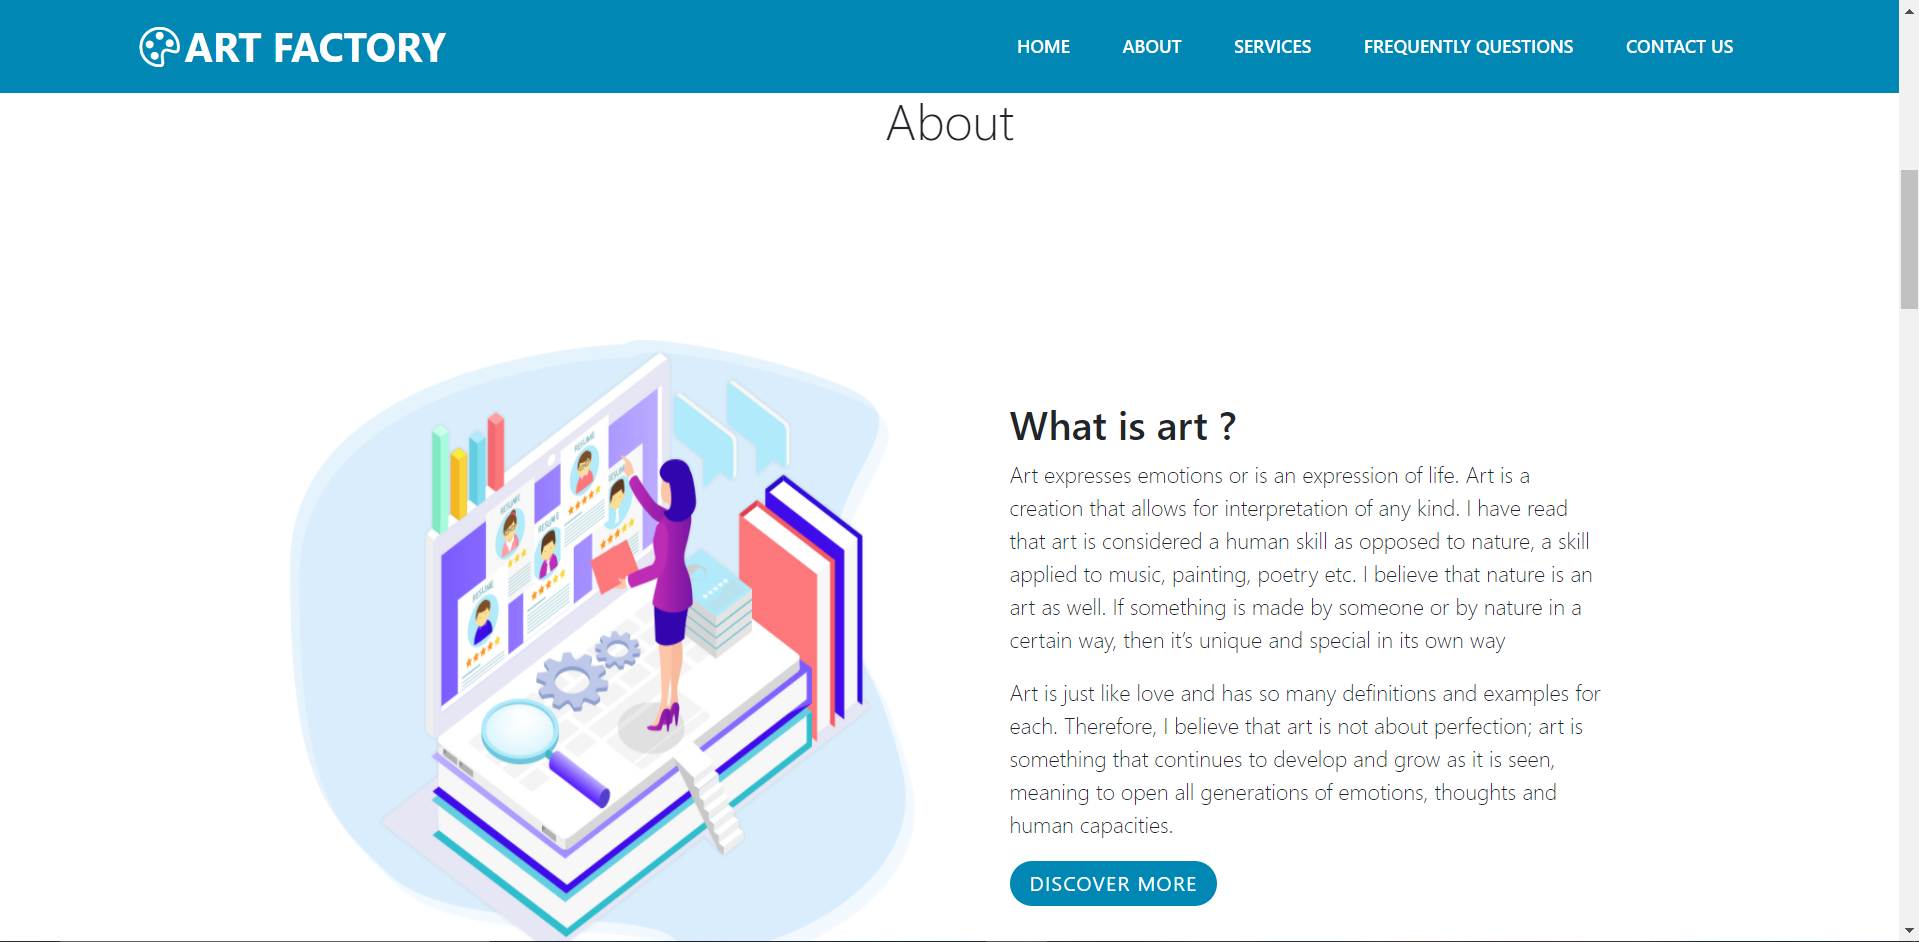 ART FACTORY
HOME
ABOUT
SERVICES
FREQUENTLY QUESTIONS
CONTACT US
About
RESUME
RESUME
RESUME
RESUME
RESUME
What is art ?
Art expresses emotions or is an expression of life. Art is a
creation that allows for interpretation of any kind. I have read
that art is considered a human skill as opposed to nature, a skill
applied to music, painting, poetry etc. I believe that nature is an
art as well. If something is made by someone or by nature in a
certain way, then it’s unique and special in its own way
Art is just like love and has so many definitions and examples for
each. Therefore, I believe that art is not about perfection; art is
something that continues to develop and grow as it is seen,
meaning to open all generations of emotions, thoughts and
human capacities.
DISCOVER MORE